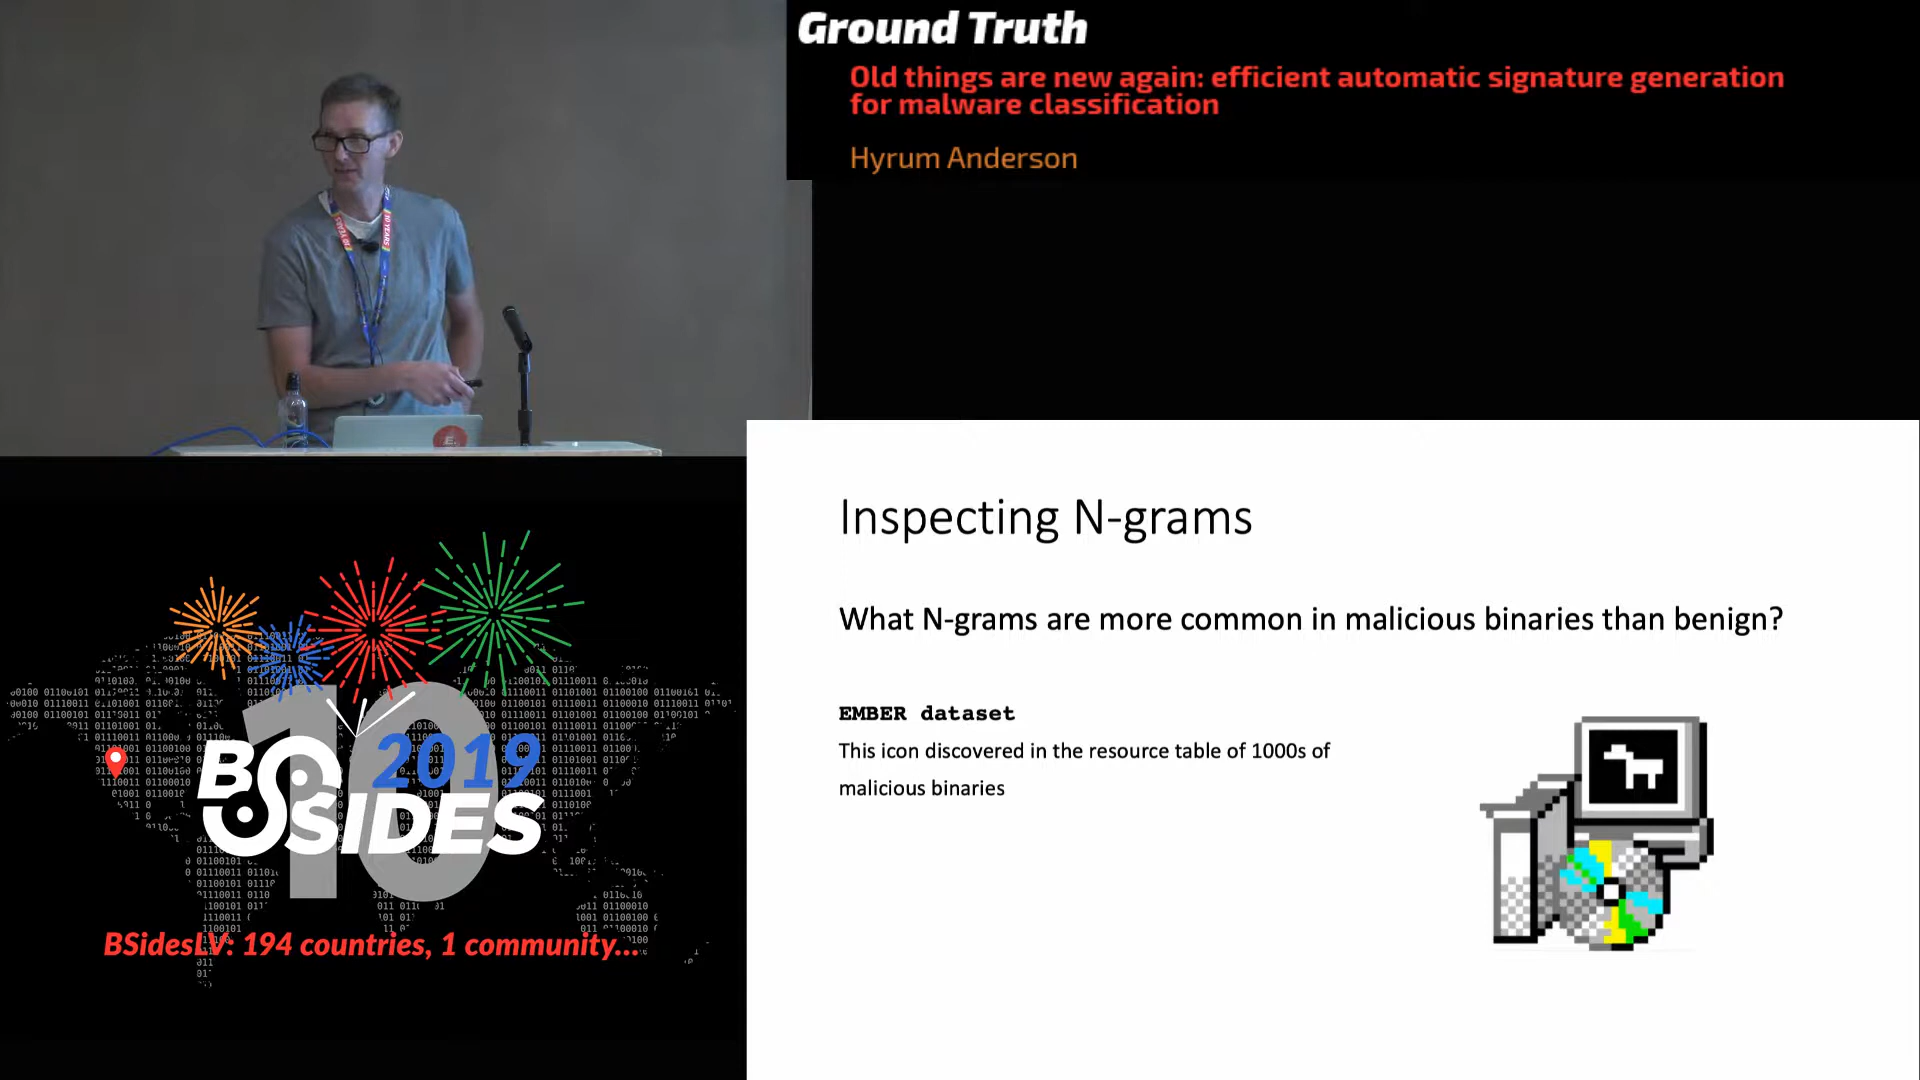 Ground Truth
Old things are new again: efficient automatic signature generation
for malware classification
Hyrum Anderson
Inspecting N-grams
What N-grams are more common in malicious binaries than benign?
EMBER dataset
This icon discovered in the resource table of 1000s of
malicious binaries
10
2019
BSIDES
BSidesLV: 194 countries, 1 community...